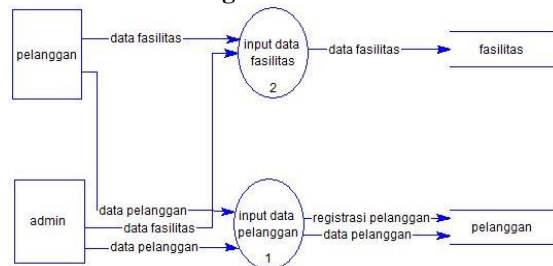 pelanggan
data fasilitas
input data
fasilitas
2
data fasilitas
fasilitas
admin
data pelanggan
data fasilitas
data pelanggan
input data
pelanggan
1
registrasi pelanggan
data pelanggan
pelanggan